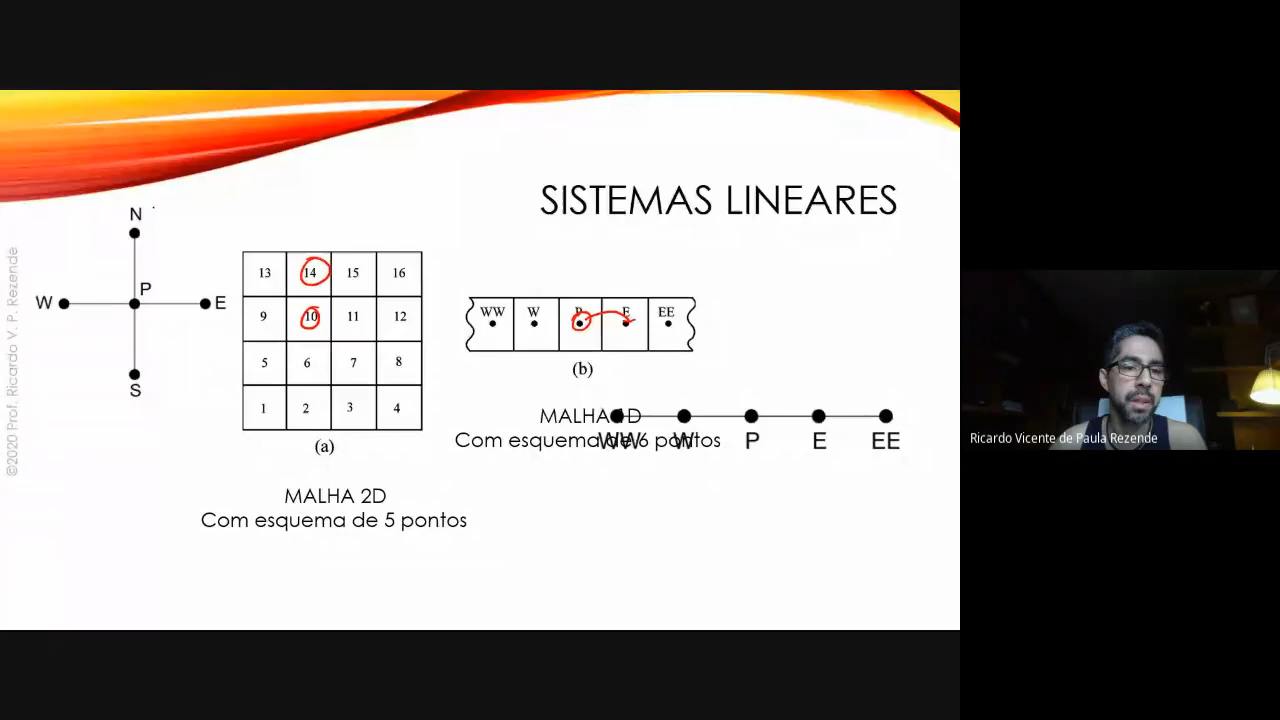 SISTEMAS LINEARES
©2020 Prof. Ricardo V. P. Rezende
N
W P E
S
13 14 15 16
9 10 11 12
5 6 7 8
1 2 3 4
(a)
MALHA 2D
Com esquema de 5 pontos
WW W P E EE
(b)
MALHA 1D
Com esquema de 6 pontos
WW W P E EE
Ricardo Vicente de Paula Rezende